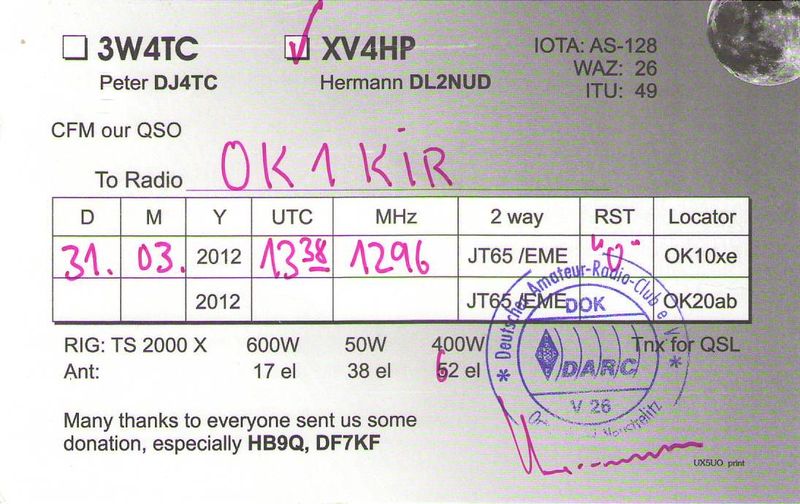 3W4TC XV4HP IOTA: AS-128
Peter DJ4TC Hermann DL2NUD WAZ: 26
ITU: 49
CFM our QSO
To Radio OK1KIR
D M Y UTC MHz 2 way RST Locator
31. 03. 2012 1338 1296 JT65 /EME "O" OK10xe
2012 JT65 /EME OK20ab
RIG: TS 2000 X 600W 50W 400W Tnx for QSL
Ant: 17 el 38 el 62 el
Many thanks to everyone sent us some
donation, especially HB9Q, DF7KF
* Deutscher Amateur-Radio-Club e.V. *
DOK
DARC
V 26
UX5UO print